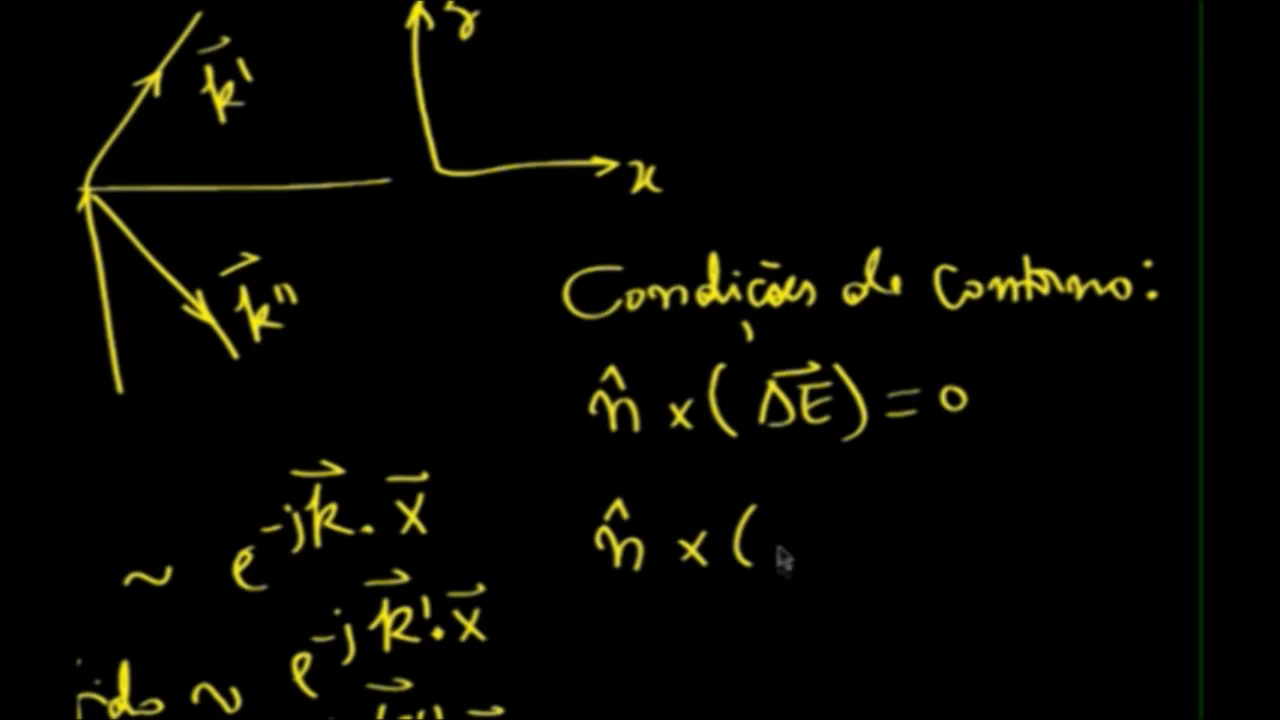 z
k⃗'
x
k⃗''
Condições de contorno:
n̂ × ( ΔE⃗ ) = 0
~ e^{-jk⃗ . x⃗}
n̂ × (
~ e^{-jk⃗' . x⃗}